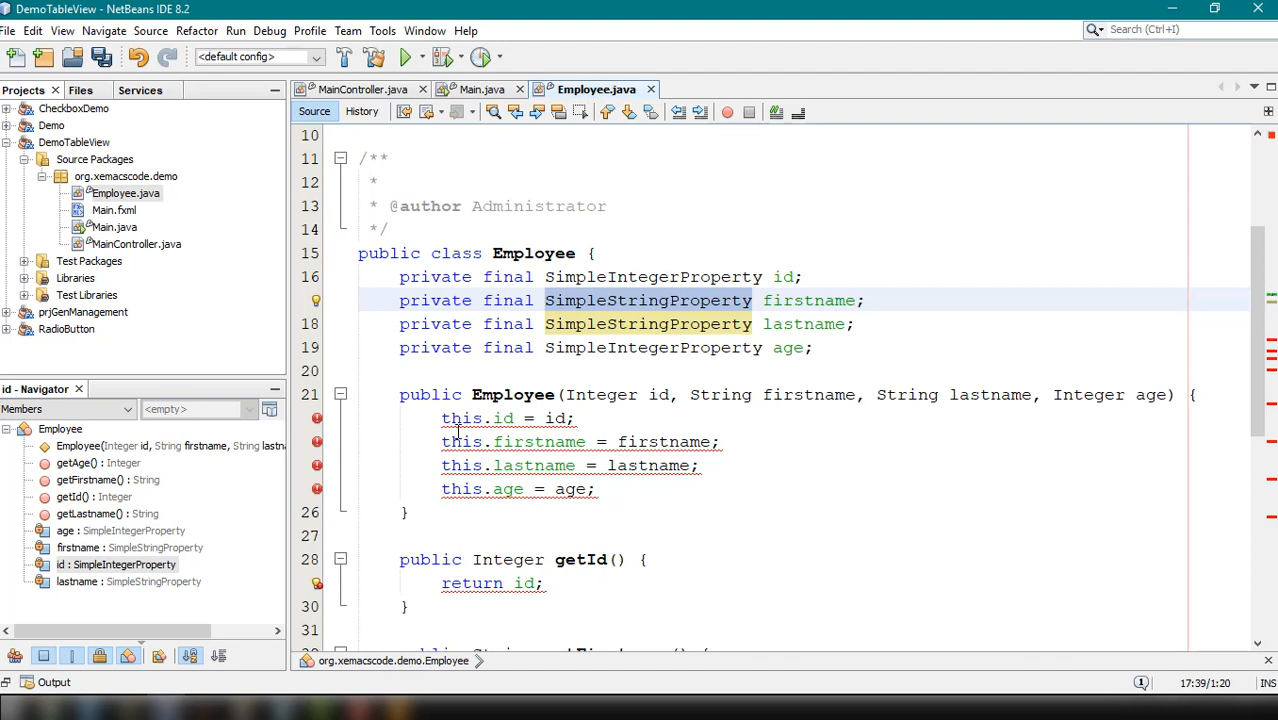 DemoTableView - NetBeans IDE 8.2
File Edit View Navigate Source Refactor Run Debug Profile Team Tools Window Help
Search (Ctrl+I)
<default config>
Projects Files Services
MainController.java Main.java Employee.java
Source History
CheckboxDemo
Demo
DemoTableView
Source Packages
org.xemacscode.demo
Employee.java
Main.fxml
Main.java
MainController.java
Test Packages
Libraries
Test Libraries
prjGenManagement
RadioButton
id - Navigator
Members <empty>
Employee
Employee(Integer id, String firstname, String lastna
getAge() : Integer
getFirstname() : String
getId() : Integer
getLastname() : String
age : SimpleIntegerProperty
firstname : SimpleStringProperty
id : SimpleIntegerProperty
lastname : SimpleStringProperty
10
11 /**
12 *
13 * @author Administrator
14 */
15 public class Employee {
16 private final SimpleIntegerProperty id;
private final SimpleStringProperty firstname;
18 private final SimpleStringProperty lastname;
19 private final SimpleIntegerProperty age;
20
21 public Employee(Integer id, String firstname, String lastname, Integer age) {
this.id = id;
this.firstname = firstname;
this.lastname = lastname;
this.age = age;
26 }
27
28 public Integer getId() {
return id;
30 }
31
org.xemacscode.demo.Employee
Output
17:39/1:20 INS